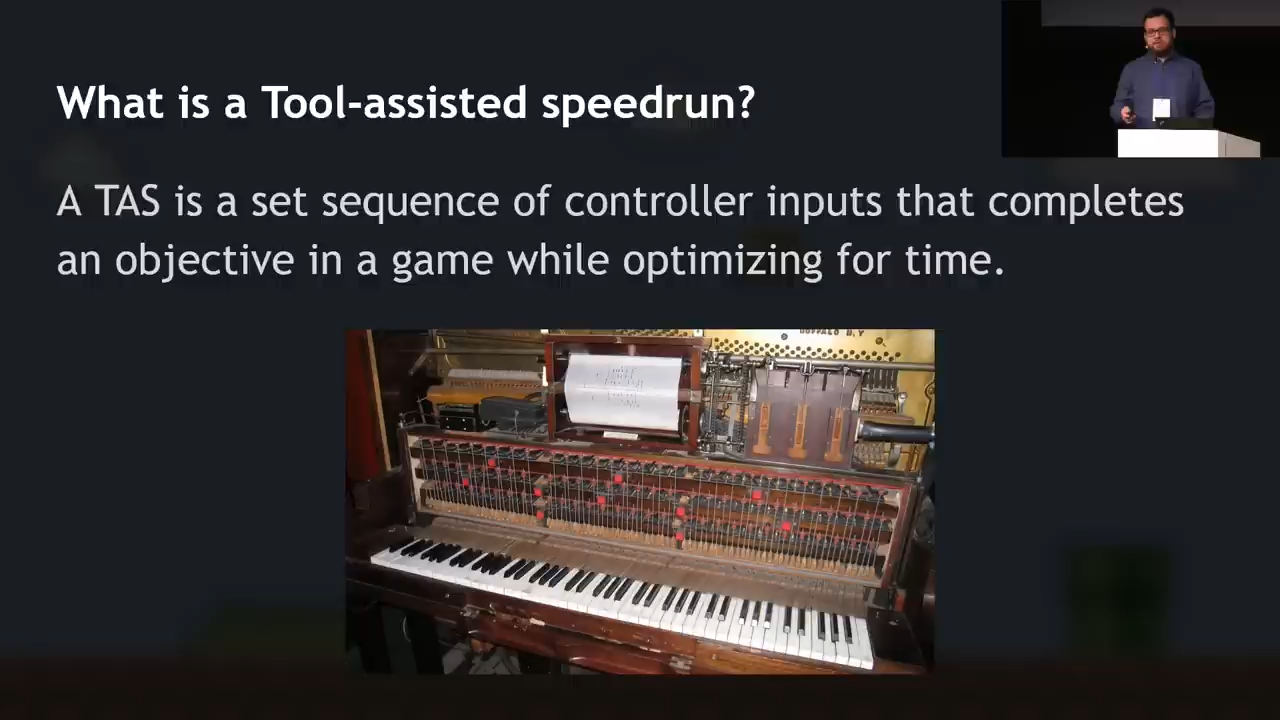 What is a Tool-assisted speedrun?
A TAS is a set sequence of controller inputs that completes
an objective in a game while optimizing for time.
BUFFALO N.Y